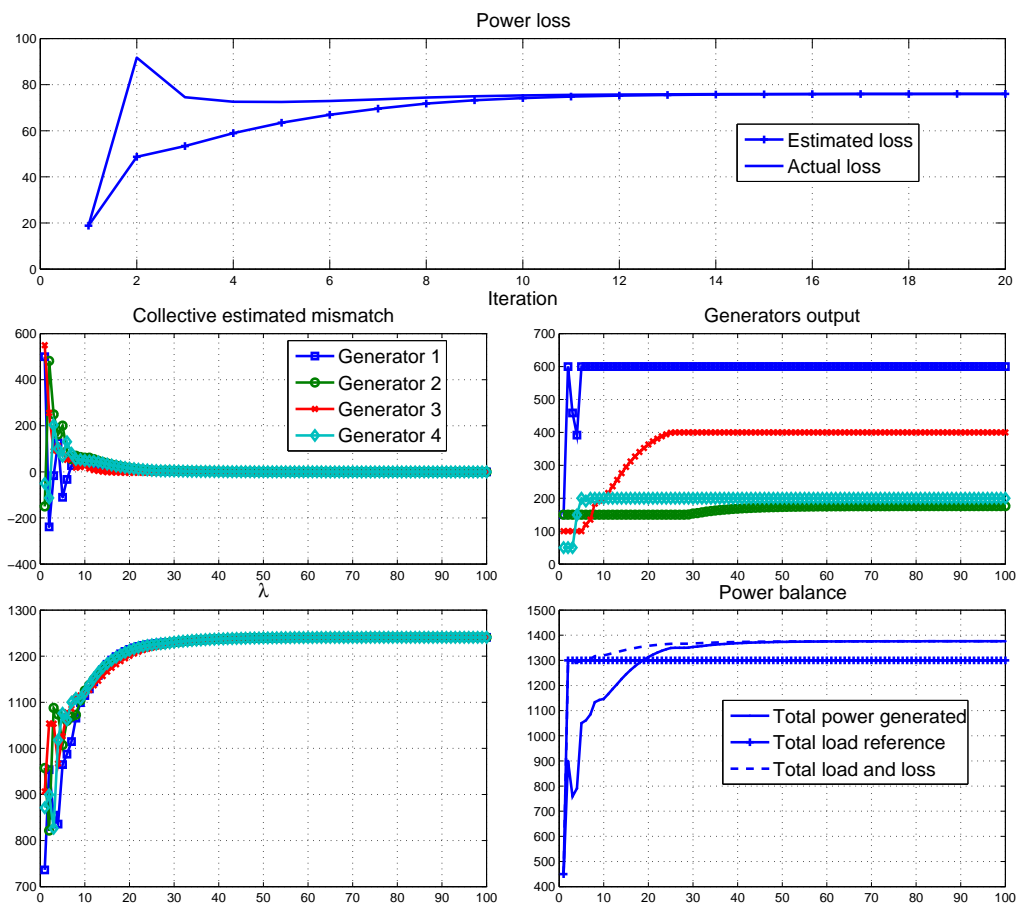 Power loss
100
80
60
40
20
0
0 2 4 6 8 10 12 14 16 18 20
Estimated loss
Actual loss
Iteration
Collective estimated mismatch
600
400
200
0
−200
−400
0 10 20 30 40 50 60 70 80 90 100
Generator 1
Generator 2
Generator 3
Generator 4
Generators output
700
600
500
400
300
200
100
0
0 10 20 30 40 50 60 70 80 90 100
λ
1300
1200
1100
1000
900
800
700
0 10 20 30 40 50 60 70 80 90 100
Power balance
1500
1400
1300
1200
1100
1000
900
800
700
600
500
400
0 10 20 30 40 50 60 70 80 90 100
Total power generated
Total load reference
Total load and loss